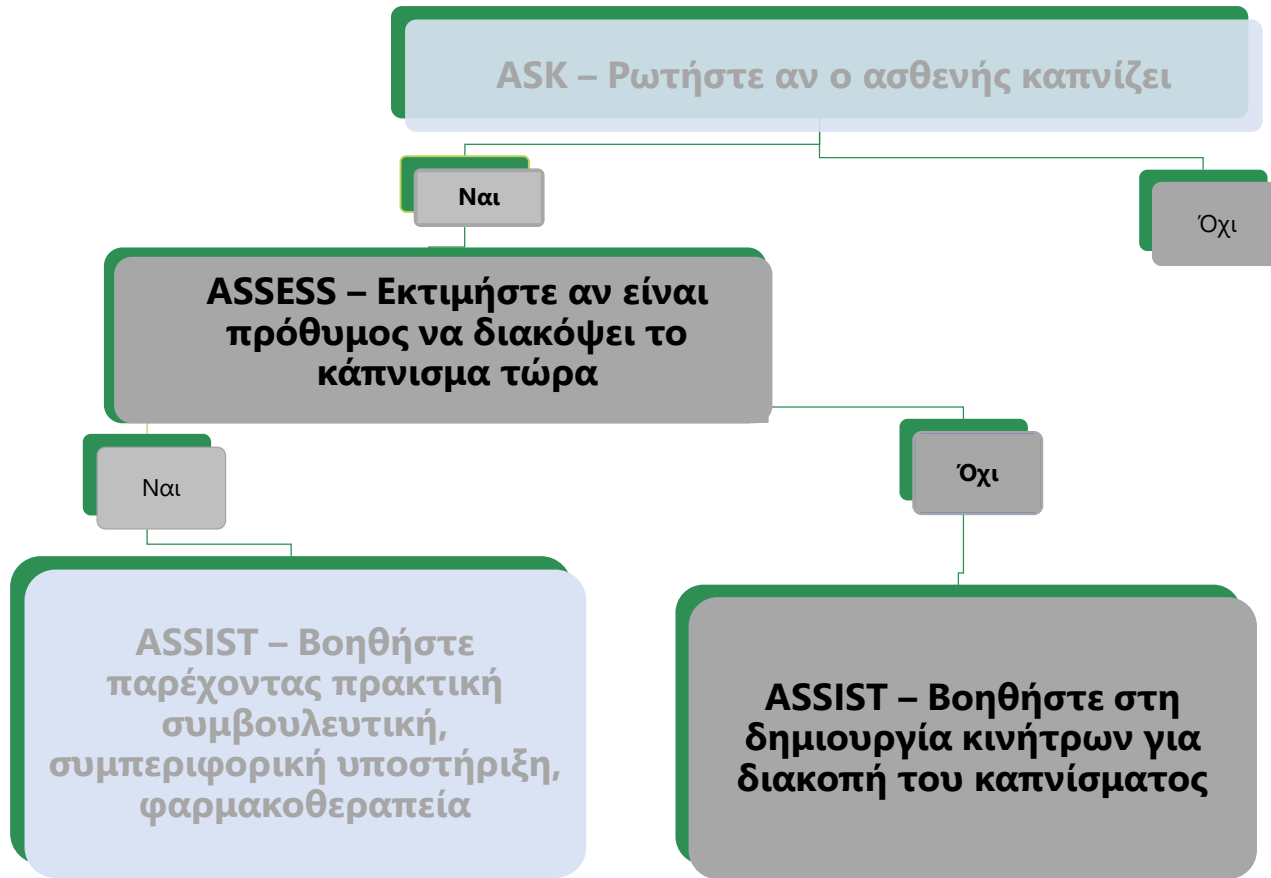 ASK – Ρωτήστε αν ο ασθενής καπνίζει
Ναι
Όχι
ASSESS – Εκτιμήστε αν είναι
πρόθυμος να διακόψει το
κάπνισμα τώρα
Ναι
Όχι
ASSIST – Βοηθήστε
παρέχοντας πρακτική
συμβουλευτική,
συμπεριφορική υποστήριξη,
φαρμακοθεραπεία
ASSIST – Βοηθήστε στη
δημιουργία κινήτρων για
διακοπή του καπνίσματος